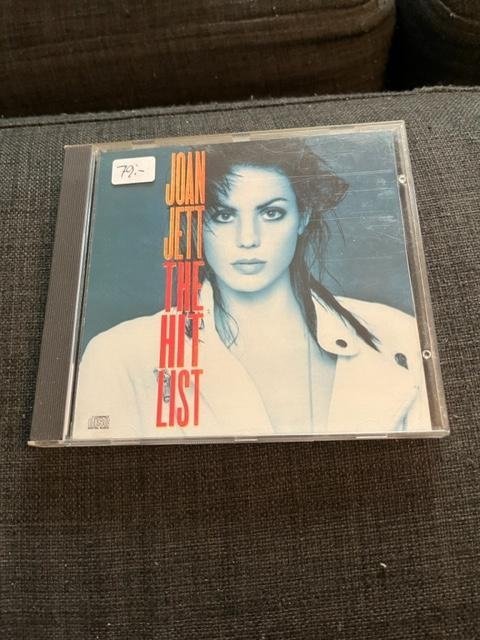 79:-
JOAN
JETT
THE
HIT
LIST